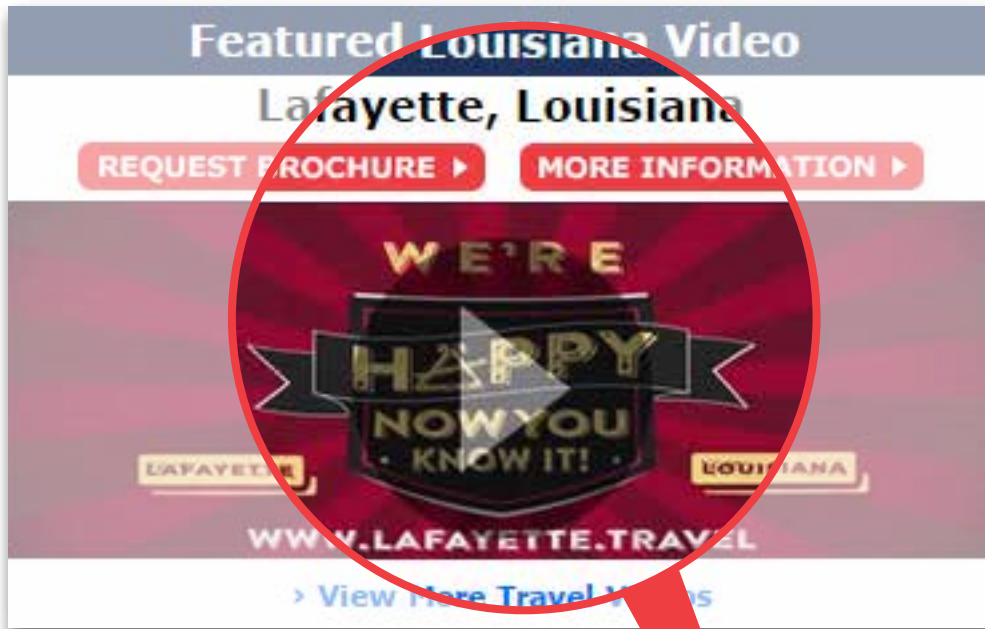 Featured Louisiana Video
Lafayette, Louisiana
REQUEST BROCHURE MORE INFORMATION
WE'RE
HAPPY
NOW YOU
KNOW IT!
LAFAYETTE LOUISIANA
WWW.LAFAYETTE.TRAVEL
› View More Travel Videos